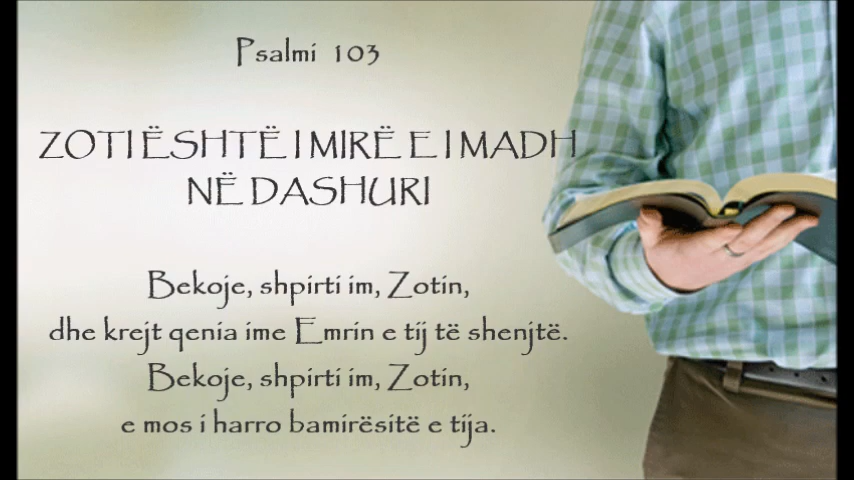 Psalmi 103
ZOTI ËSHTË I MIRË E I MADH
NË DASHURI
Bekoje, shpirti im, Zotin,
dhe krejt qenia ime Emrin e tij të shenjtë.
Bekoje, shpirti im, Zotin,
e mos i harro bamirësitë e tija.